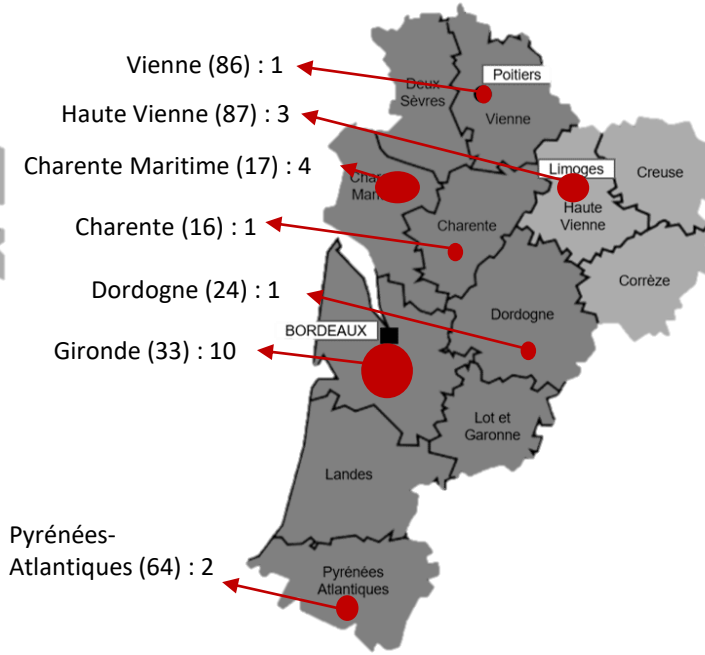 Vienne (86) : 1
Haute Vienne (87) : 3
Charente Maritime (17) : 4
Charente (16) : 1
Dordogne (24) : 1
Gironde (33) : 10
Pyrénées-
Atlantiques (64) : 2
Deux
Sèvres
Poitiers
Vienne
Limoges
Haute
Vienne
Creuse
Corrèze
Charente
Dordogne
BORDEAUX
Lot et
Garonne
Landes
Pyrénées
Atlantiques